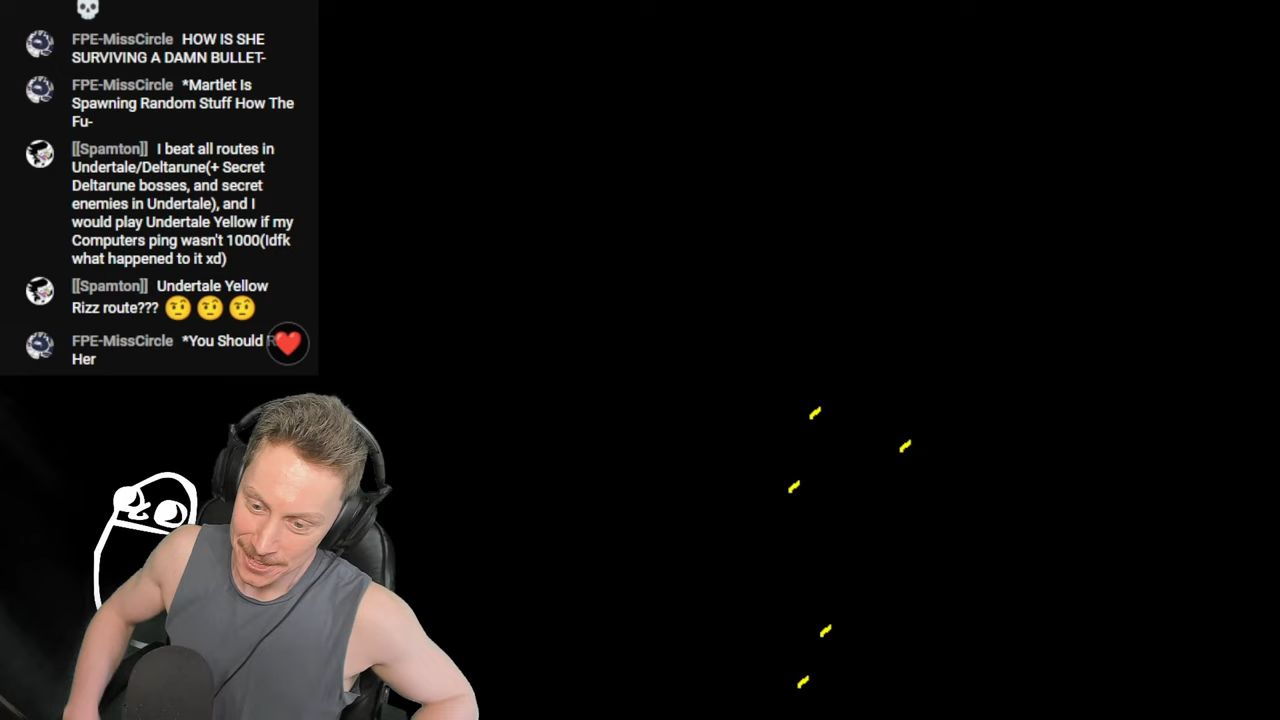 FPE-MissCircle HOW IS SHE
SURVIVING A DAMN BULLET-
FPE-MissCircle *Martlet Is
Spawning Random Stuff How The
Fu-
[[Spamton]] I beat all routes in
Undertale/Deltarune(+ Secret
Deltarune bosses, and secret
enemies in Undertale), and I
would play Undertale Yellow if my
Computers ping wasn't 1000(Idfk
what happened to it xd)
[[Spamton]] Undertale Yellow
Rizz route???
FPE-MissCircle *You Should
Her